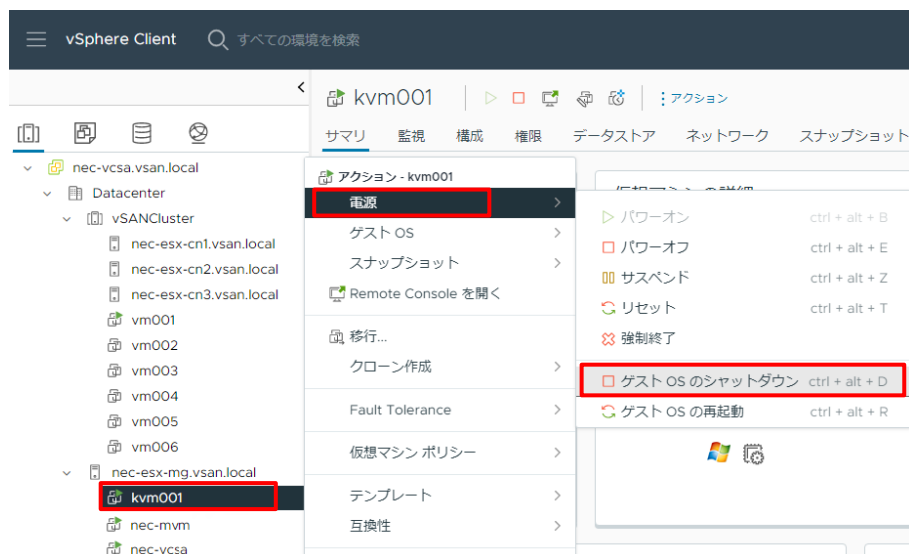 vSphere Client
すべての環境を検索
kvm001
アクション
サマリ 監視 構成 権限 データストア ネットワーク スナップショット
nec-vcsa.vsan.local
Datacenter
vSANCluster
nec-esx-cn1.vsan.local
nec-esx-cn2.vsan.local
nec-esx-cn3.vsan.local
vm001
vm002
vm003
vm004
vm005
vm006
nec-esx-mg.vsan.local
kvm001
nec-mvm
nec-vcsa
アクション - kvm001
電源
ゲスト OS
スナップショット
Remote Console を開く
移行...
クローン作成
Fault Tolerance
仮想マシン ポリシー
テンプレート
互換性
仮想マシンの詳細
パワーオン ctrl + alt + B
パワーオフ ctrl + alt + E
サスペンド ctrl + alt + Z
リセット ctrl + alt + T
強制終了
ゲスト OS のシャットダウン ctrl + alt + D
ゲスト OS の再起動 ctrl + alt + R